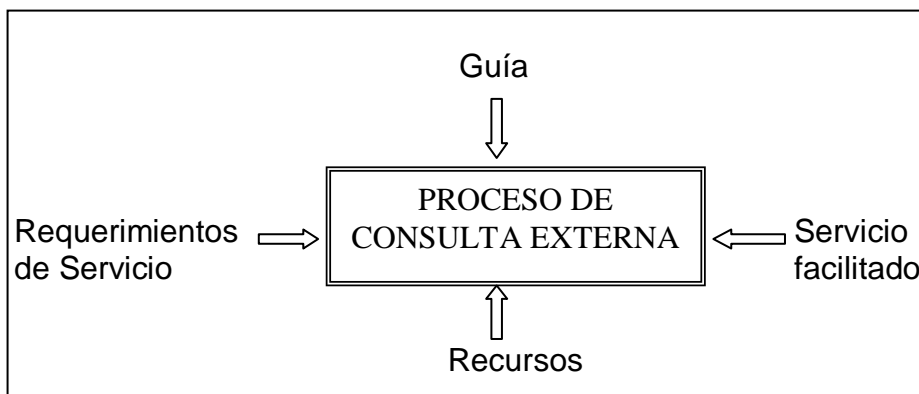 Guía
PROCESO DE
CONSULTA EXTERNA
Requerimientos
de Servicio
Servicio
facilitado
Recursos